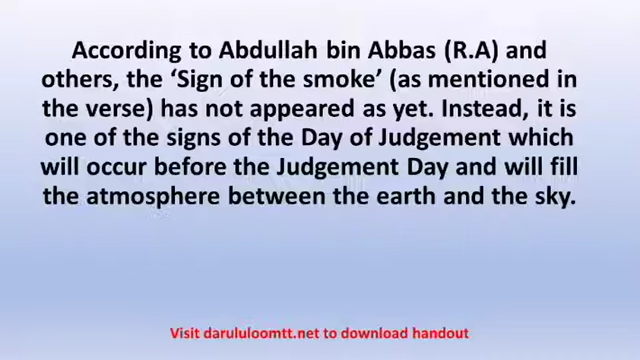 According to Abdullah bin Abbas (R.A) and
others, the ‘Sign of the smoke’ (as mentioned in
the verse) has not appeared as yet. Instead, it is
one of the signs of the Day of Judgement which
will occur before the Judgement Day and will fill
the atmosphere between the earth and the sky.
Visit darululoomtt.net to download handout